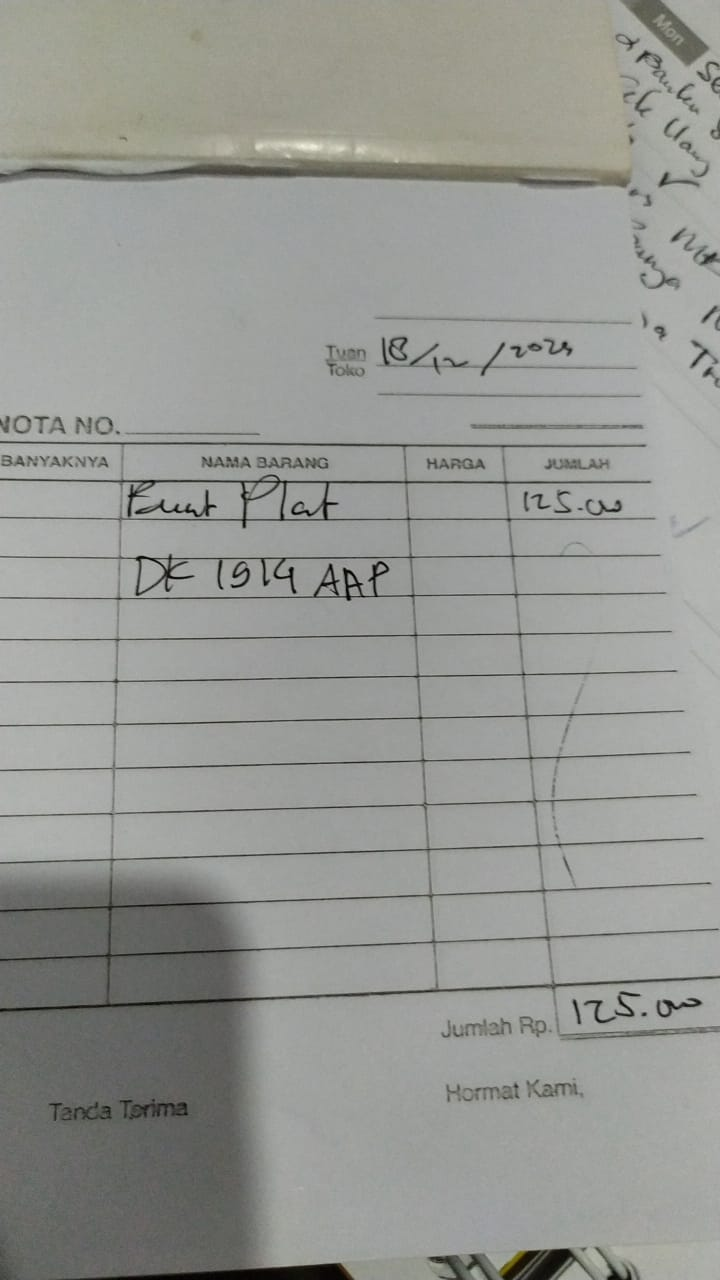 Mon
Tuan
Toko
18/12/2024
NOTA NO.
BANYAKNYA NAMA BARANG HARGA JUMLAH
Buat Plat 125.000
DK 1914 AAP
Jumlah Rp. 125.000
Tanda Terima Hormat Kami,